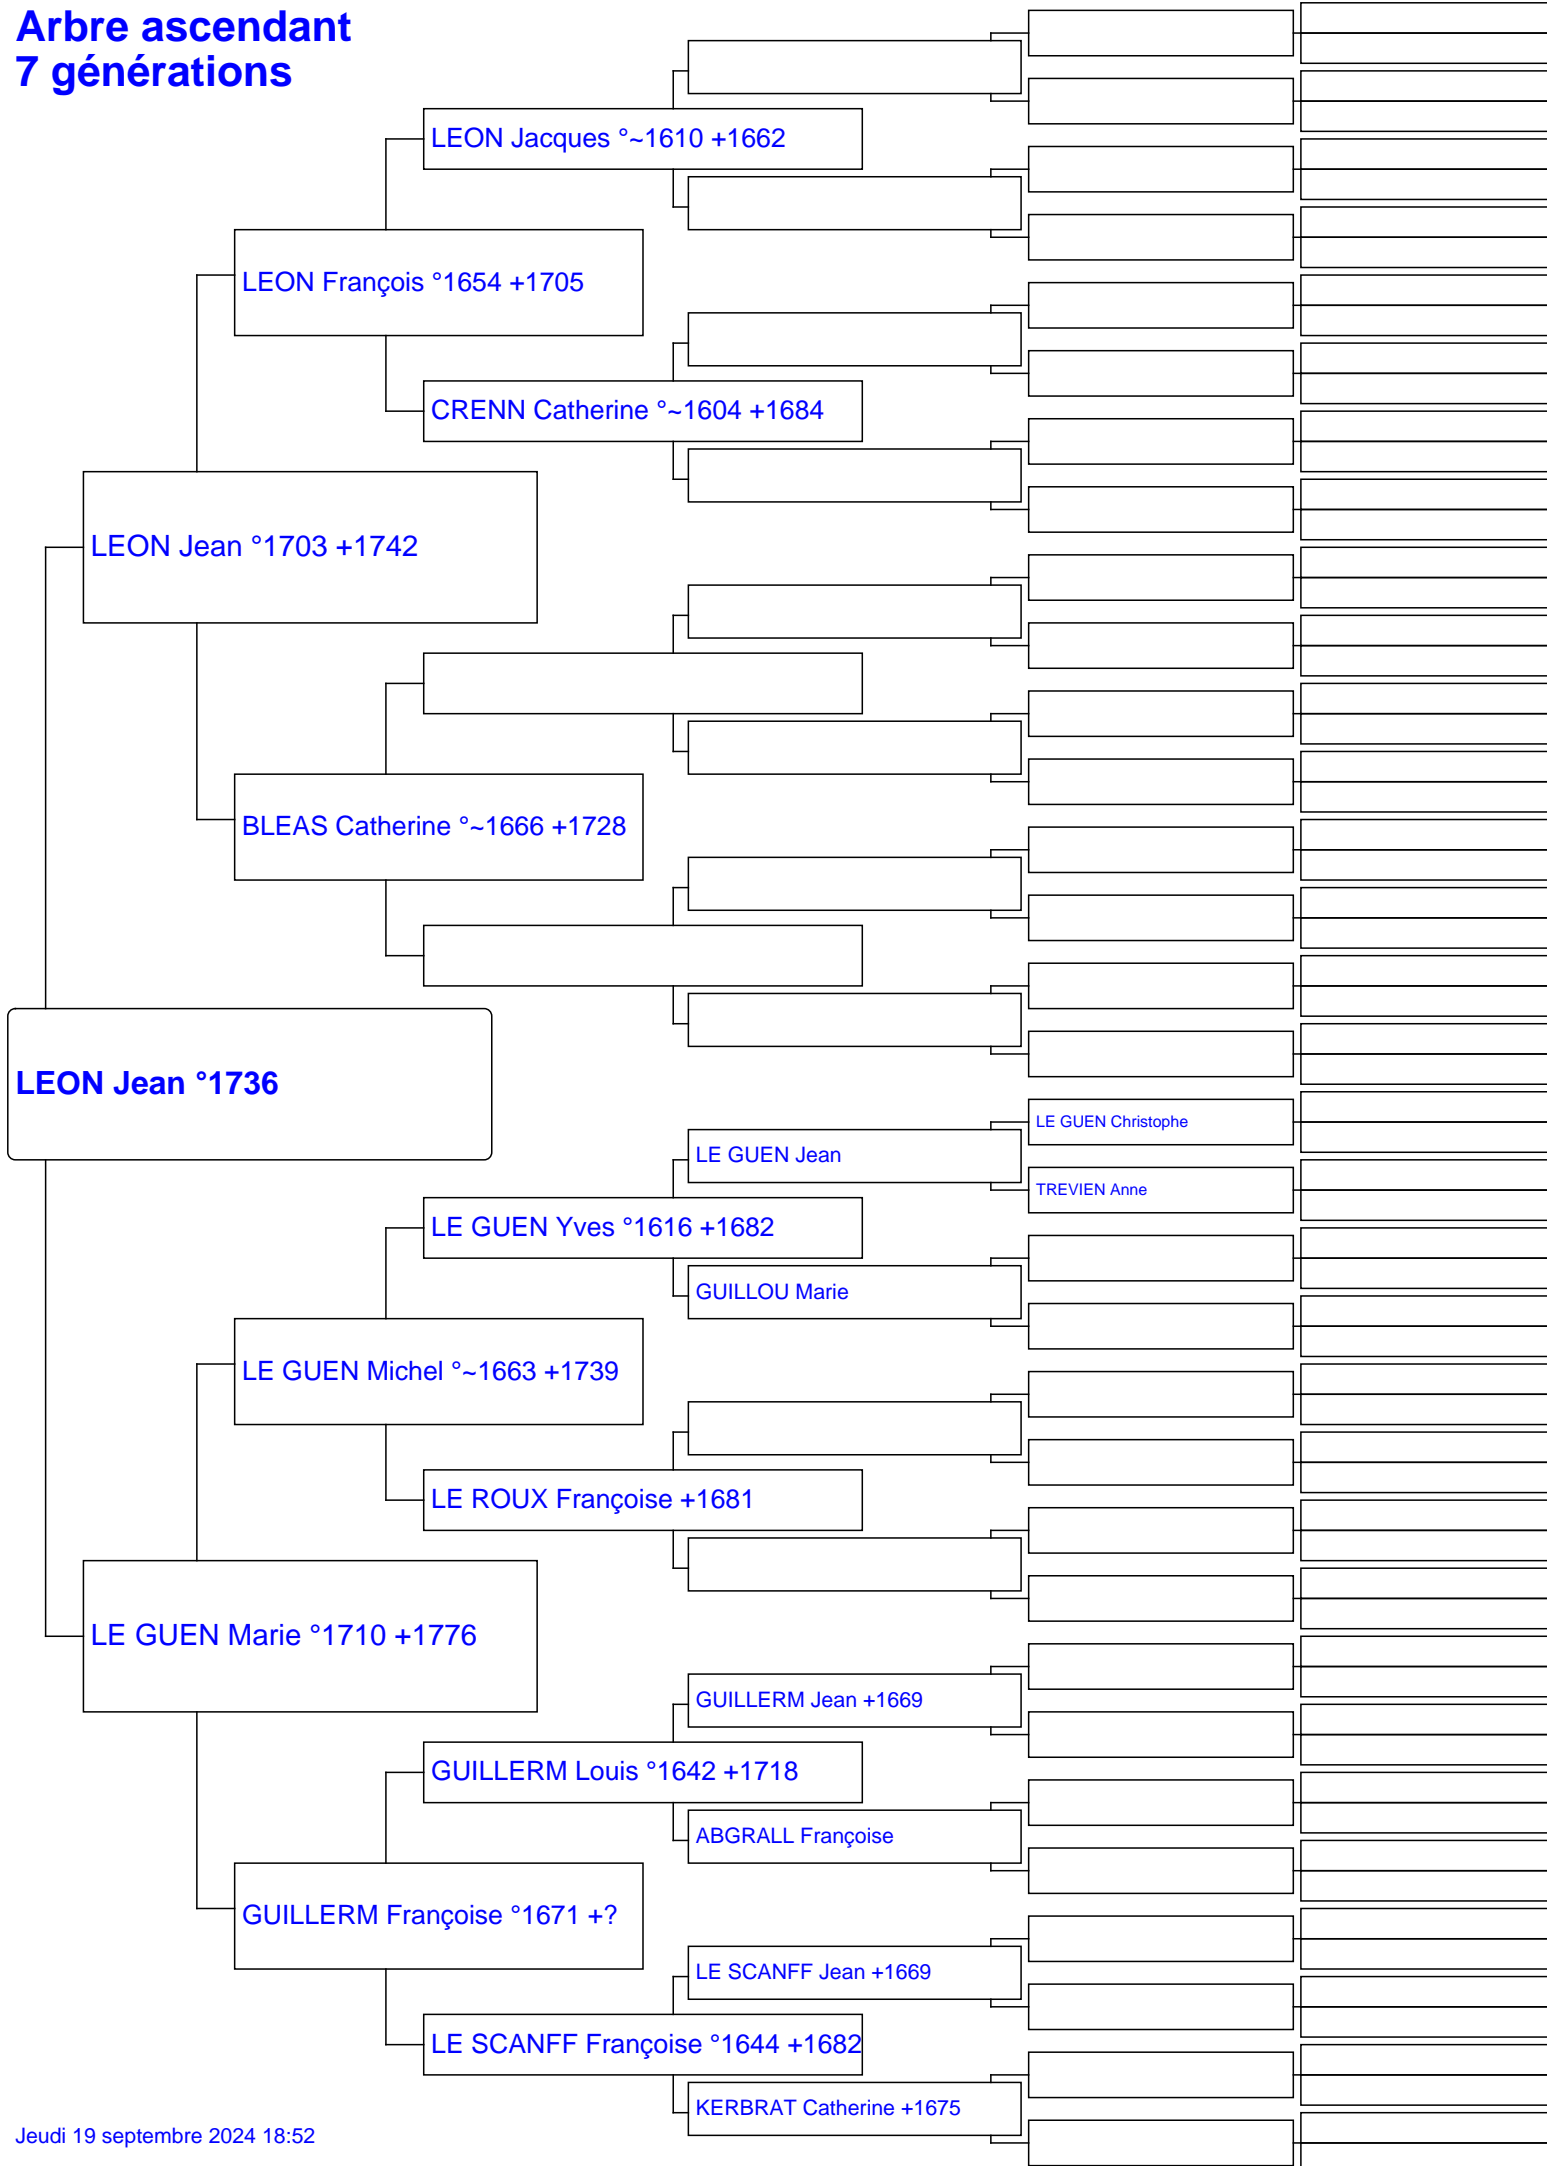 Arbre ascendant
7 générations
LEON Jacques °~1610 +1662
LEON François °1654 +1705
CRENN Catherine °~1604 +1684
LEON Jean °1703 +1742
BLEAS Catherine °~1666 +1728
LEON Jean °1736
LE GUEN Christophe
LE GUEN Jean
TREVIEN Anne
LE GUEN Yves °1616 +1682
GUILLOU Marie
LE GUEN Michel °~1663 +1739
LE ROUX Françoise +1681
LE GUEN Marie °1710 +1776
GUILLERM Jean +1669
GUILLERM Louis °1642 +1718
ABGRALL Françoise
GUILLERM Françoise °1671 +?
LE SCANFF Jean +1669
LE SCANFF Françoise °1644 +1682
KERBRAT Catherine +1675
Jeudi 19 septembre 2024 18:52